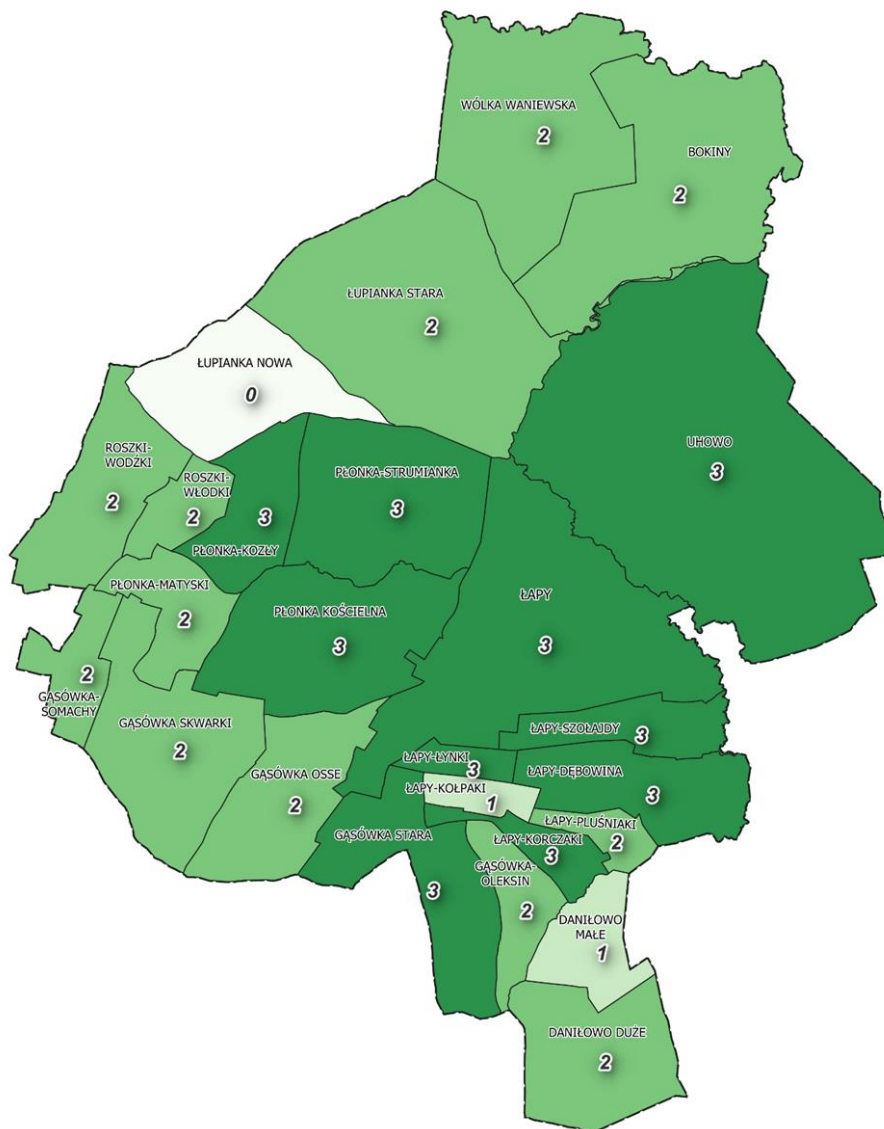 WÓLKA WANIEWSKA
2
BOKINY
2
ŁUPIANKA STARA
2
ŁUPIANKA NOWA
0
UHOWO
3
ROSZKI-
WODŹKI
2
ROSZKI-
WŁODKI
2
PŁONKA-KOZŁY
3
PŁONKA-STRUMIANKA
3
PŁONKA-MATYSKI
2
PŁONKA KOŚCIELNA
3
ŁAPY
3
GĄSÓWKA-
SOMACHY
2
GĄSÓWKA SKWARKI
2
GĄSÓWKA OSSE
2
ŁAPY-SZOŁAJDY
3
ŁAPY-ŁYNKI
3
ŁAPY-DĘBOWINA
3
ŁAPY-KOŁPAKI
1
GĄSÓWKA STARA
3
ŁAPY-PLUŚNIAKI
2
ŁAPY-KORCZAKI
3
GĄSÓWKA-
OLEKSIN
2
DANIŁOWO
MAŁE
1
DANIŁOWO DUŻE
2